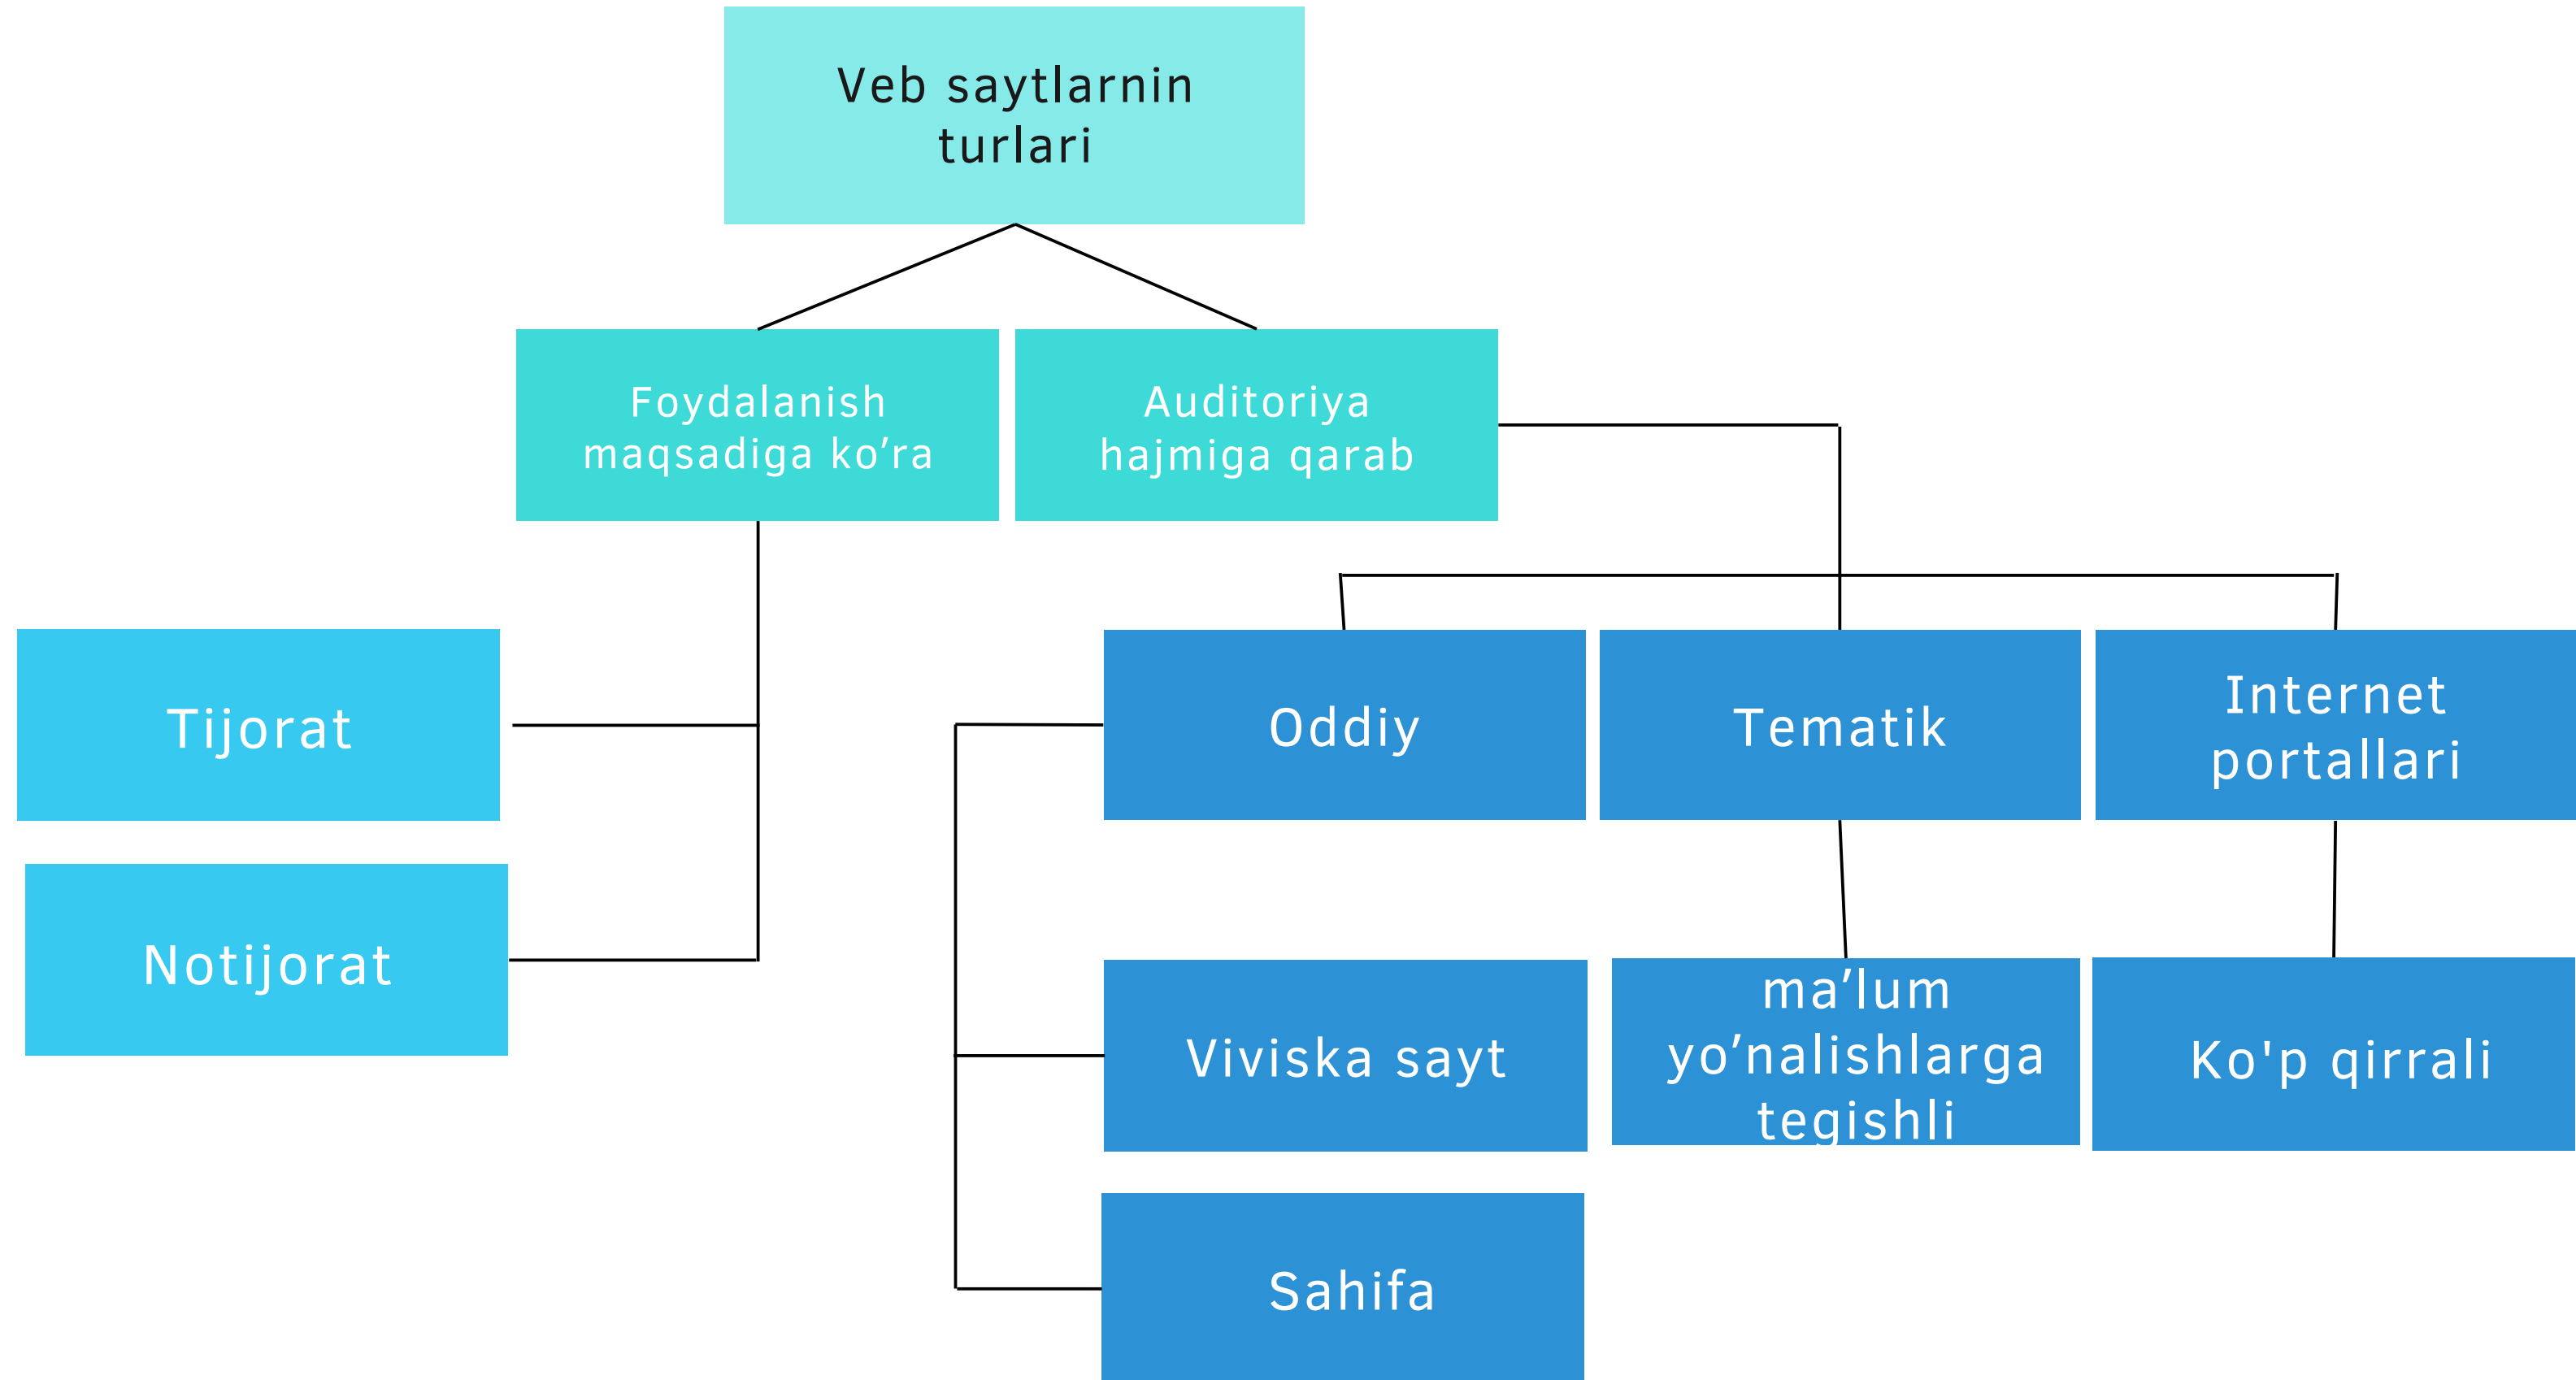 Veb saytlarnin
turlari
Foydalanish
maqsadiga ko’ra
Auditoriya
hajmiga qarab
Tijorat
Notijorat
Oddiy
Tematik
Internet
portallari
Viviska sayt
ma’lum
yo’nalishlarga
tegishli
Ko'p qirrali
Sahifa